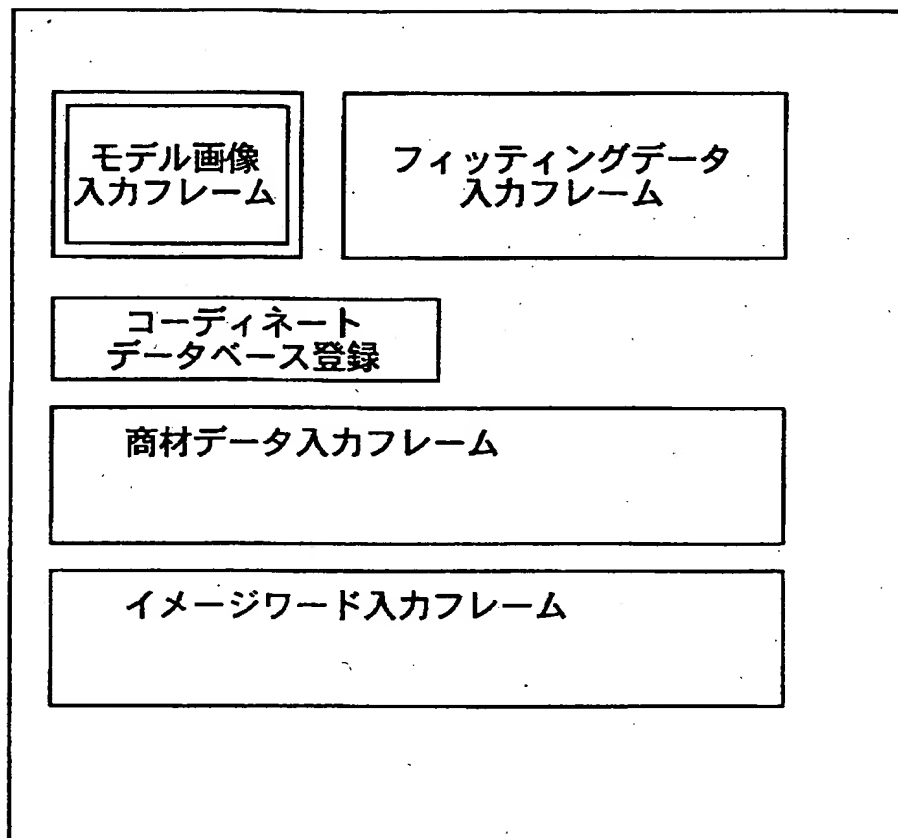 モデル画像
入力フレーム
フィッティングデータ
入力フレーム
コーディネート
データベース登録
商材データ入力フレーム
イメージワード入力フレーム